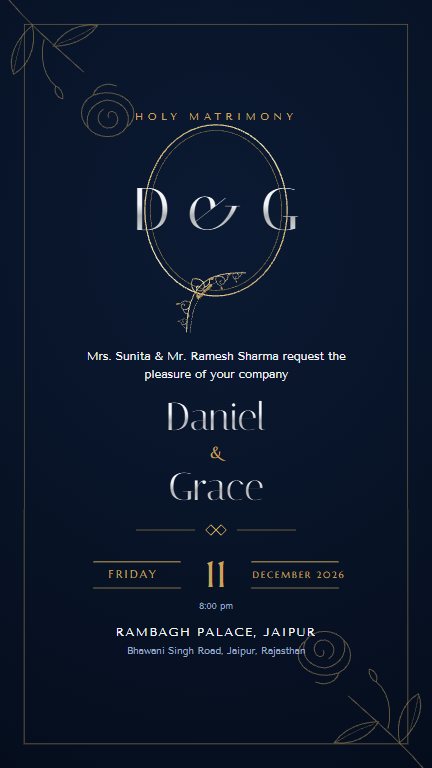 HOLY MATRIMONY
D & G
Mrs. Sunita & Mr. Ramesh Sharma request the
pleasure of your company
Daniel
&
Grace
FRIDAY 11 DECEMBER 2026
8:00 pm
RAMBAGH PALACE, JAIPUR
Bhawani Singh Road, Jaipur, Rajasthan